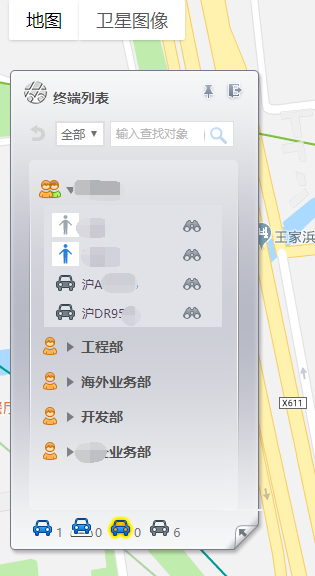 地图 卫星图像
终端列表
全部 输入查找对象
沪A
沪DR95
王家浜
工程部
海外业务部
X611
开发部
业务部
1 0 0 6